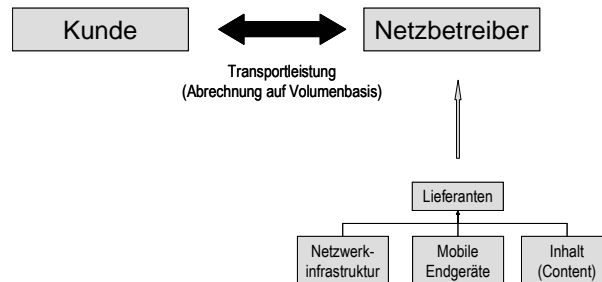 Kunde
Netzbetreiber
Transportleistung
(Abrechnung auf Volumenbasis)
Lieferanten
Netzwerk-
infrastruktur
Mobile
Endgeräte
Inhalt
(Content)